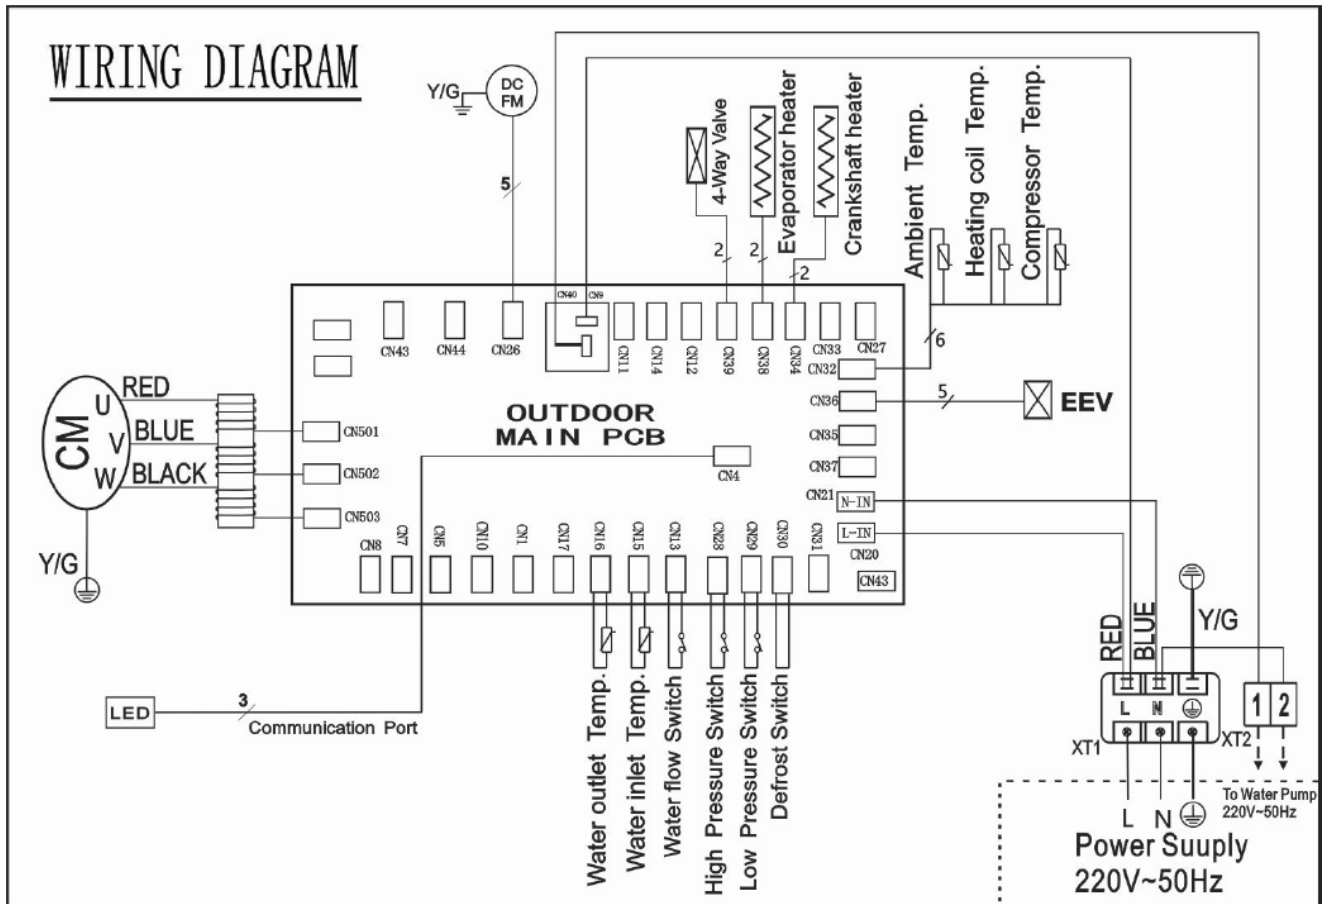 WIRING DIAGRAM
Y/G
DC
FM
5
4-Way Valve
Evaporator heater
Crankshaft heater
Ambient Temp.
Heating coil Temp.
Compressor Temp.
2
2
2
6
CN43
CN44
CN26
CN40
CN9
CN11
CN14
CN12
CN39
CN38
CN34
CN33
CN27
CN32
CN36
5
EEV
CN35
CN37
CN21
N-IN
L-IN
CN20
CN43
OUTDOOR
MAIN PCB
CN4
CM
U
V
W
RED
BLUE
BLACK
Y/G
CN501
CN502
CN503
CN8
CN7
CN5
CN10
CN1
CN17
CN16
CN15
CN13
CN28
CN29
CN30
CN31
LED
3
Communication Port
Water outlet Temp.
Water inlet Temp.
Water flow Switch
High Pressure Switch
Low Pressure Switch
Defrost Switch
RED
BLUE
Y/G
L
N
XT1
1
2
XT2
To Water Pump
220V~50Hz
L
N
Power Suuply
220V~50Hz